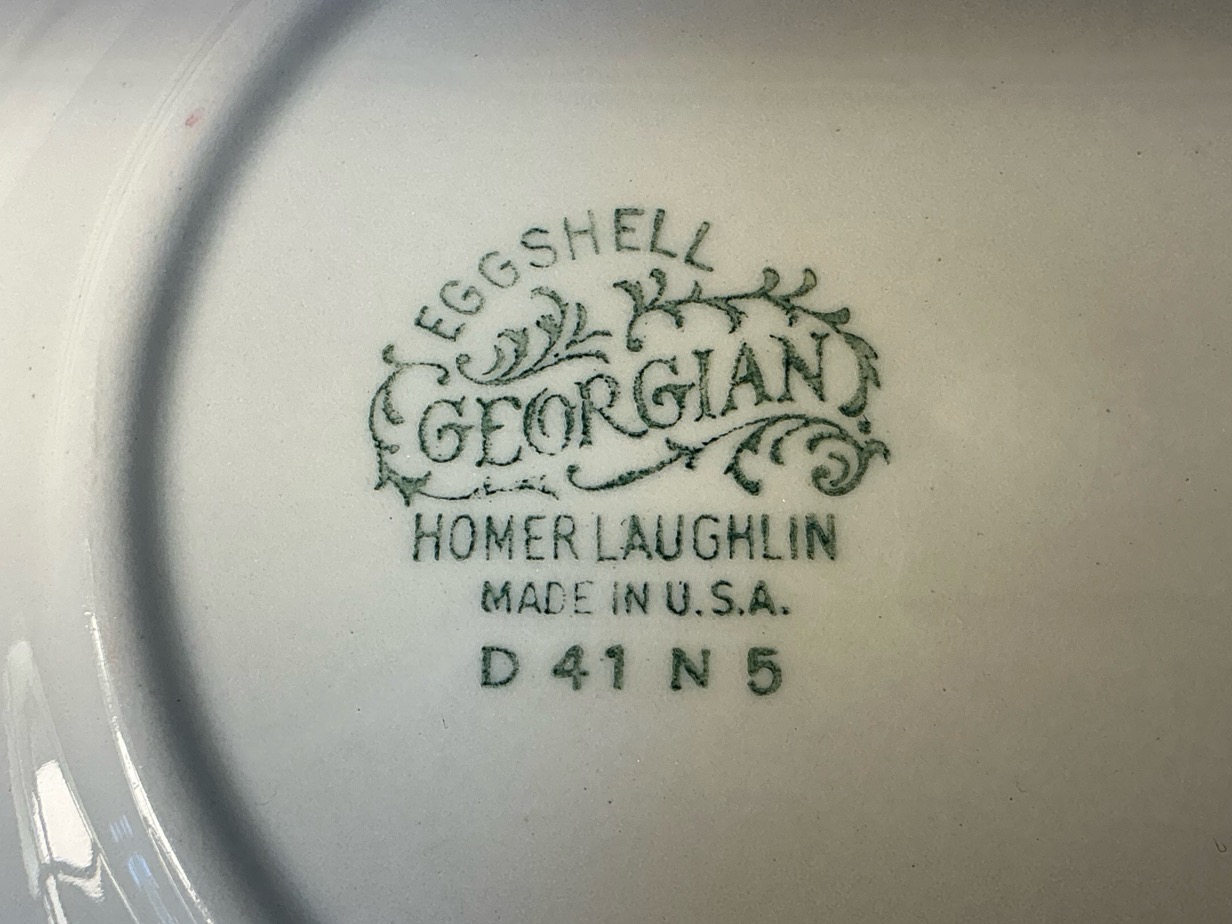 EGGSHELL
GEORGIAN
HOMER LAUGHLIN
MADE IN U.S.A.
D 41 N 5